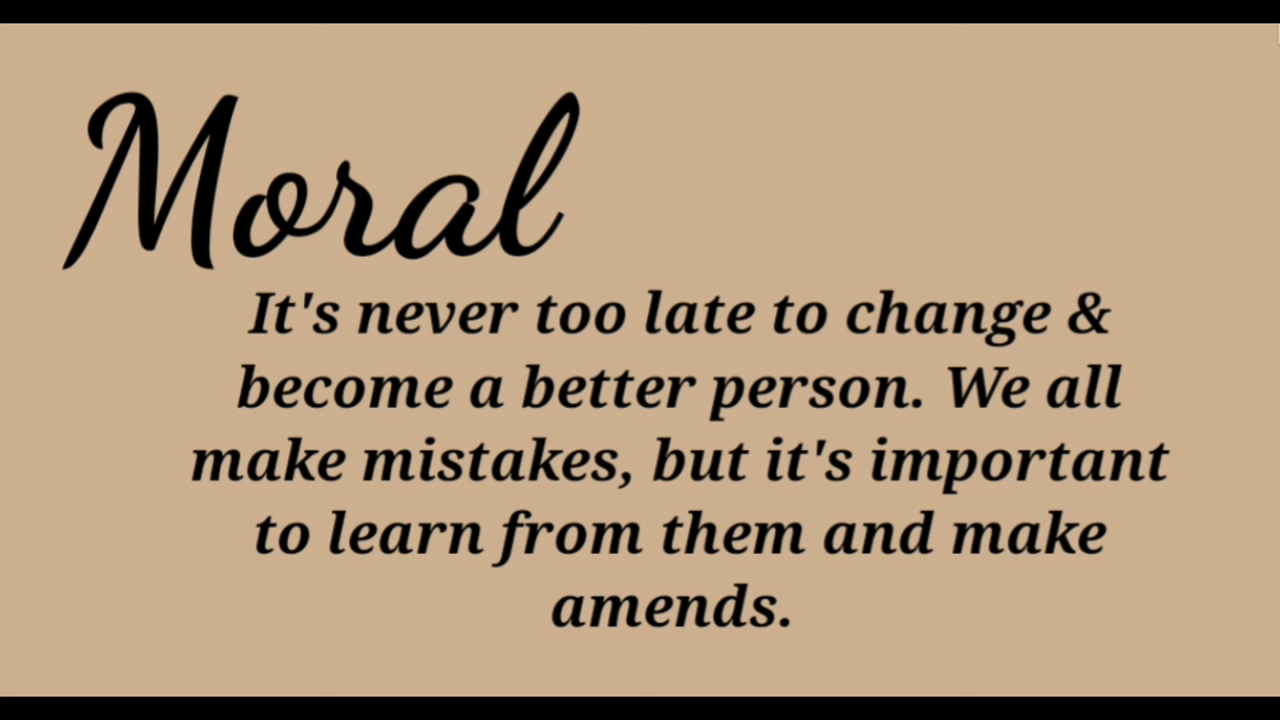 Moral
It's never too late to change &
become a better person. We all
make mistakes, but it's important
to learn from them and make
amends.